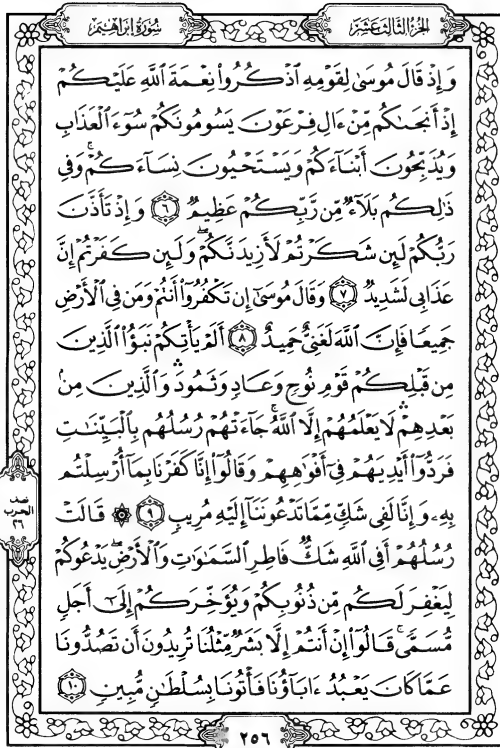 الجزء الثالث عشر
سورة إبراهيم
وَإِذْ قَالَ مُوسَىٰ لِقَوْمِهِ ٱذْكُرُوا۟ نِعْمَةَ ٱللَّهِ عَلَيْكُمْ
إِذْ أَنجَىٰكُم مِّنْ ءَالِ فِرْعَوْنَ يَسُومُونَكُمْ سُوٓءَ ٱلْعَذَابِ
وَيُذَبِّحُونَ أَبْنَآءَكُمْ وَيَسْتَحْيُونَ نِسَآءَكُمْ ۚ وَفِى
ذَٰلِكُم بَلَآءٌ مِّن رَّبِّكُمْ عَظِيمٌ ٦ وَإِذْ تَأَذَّنَ
رَبُّكُمْ لَئِن شَكَرْتُمْ لَأَزِيدَنَّكُمْ ۖ وَلَئِن كَفَرْتُمْ إِنَّ
عَذَابِى لَشَدِيدٌ ٧ وَقَالَ مُوسَىٰٓ إِن تَكْفُرُوٓا۟ أَنتُمْ وَمَن فِى ٱلْأَرْضِ
جَمِيعًا فَإِنَّ ٱللَّهَ لَغَنِىٌّ حَمِيدٌ ٨ أَلَمْ يَأْتِكُمْ نَبَؤُا۟ ٱلَّذِينَ
مِن قَبْلِكُمْ قَوْمِ نُوحٍ وَعَادٍ وَثَمُودَ ۛ وَٱلَّذِينَ مِنۢ
بَعْدِهِمْ ۛ لَا يَعْلَمُهُمْ إِلَّا ٱللَّهُ ۚ جَآءَتْهُمْ رُسُلُهُم بِٱلْبَيِّنَـٰتِ
فَرَدُّوٓا۟ أَيْدِيَهُمْ فِىٓ أَفْوَٰهِهِمْ وَقَالُوٓا۟ إِنَّا كَفَرْنَا بِمَآ أُرْسِلْتُم
بِهِۦ وَإِنَّا لَفِى شَكٍّ مِّمَّا تَدْعُونَنَآ إِلَيْهِ مُرِيبٍ ٩ ۞ قَالَتْ
رُسُلُهُمْ أَفِى ٱللَّهِ شَكٌّ فَاطِرِ ٱلسَّمَـٰوَٰتِ وَٱلْأَرْضِ ۖ يَدْعُوكُمْ
لِيَغْفِرَ لَكُم مِّن ذُنُوبِكُمْ وَيُؤَخِّرَكُمْ إِلَىٰٓ أَجَلٍ
مُّسَمًّى ۚ قَالُوٓا۟ إِنْ أَنتُمْ إِلَّا بَشَرٌ مِّثْلُنَا تُرِيدُونَ أَن تَصُدُّونَا
عَمَّا كَانَ يَعْبُدُ ءَابَآؤُنَا فَأْتُونَا بِسُلْطَـٰنٍ مُّبِينٍ ١٠
نصف
الحزب
٢٦
٢٥٦